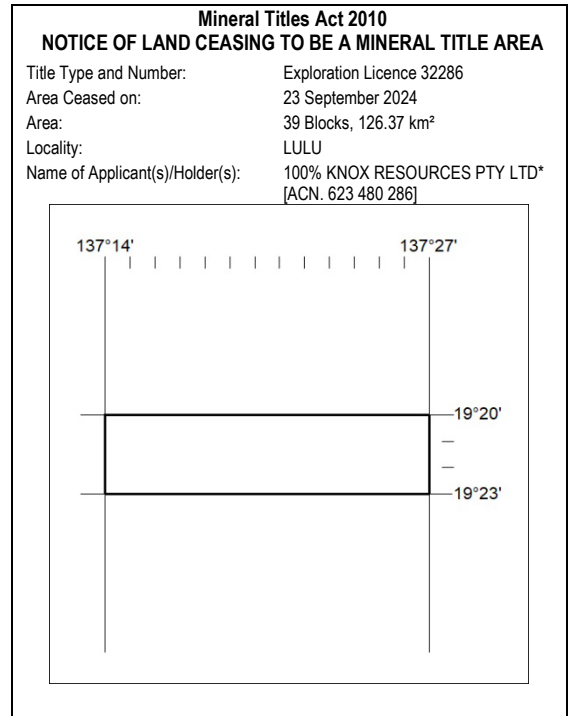 Mineral Titles Act 2010
NOTICE OF LAND CEASING TO BE A MINERAL TITLE AREA
Title Type and Number: Exploration Licence 32286
Area Ceased on: 23 September 2024
Area: 39 Blocks, 126.37 km²
Locality: LULU
Name of Applicant(s)/Holder(s): 100% KNOX RESOURCES PTY LTD*
[ACN. 623 480 286]
137°14' 137°27'
19°20'
19°23'